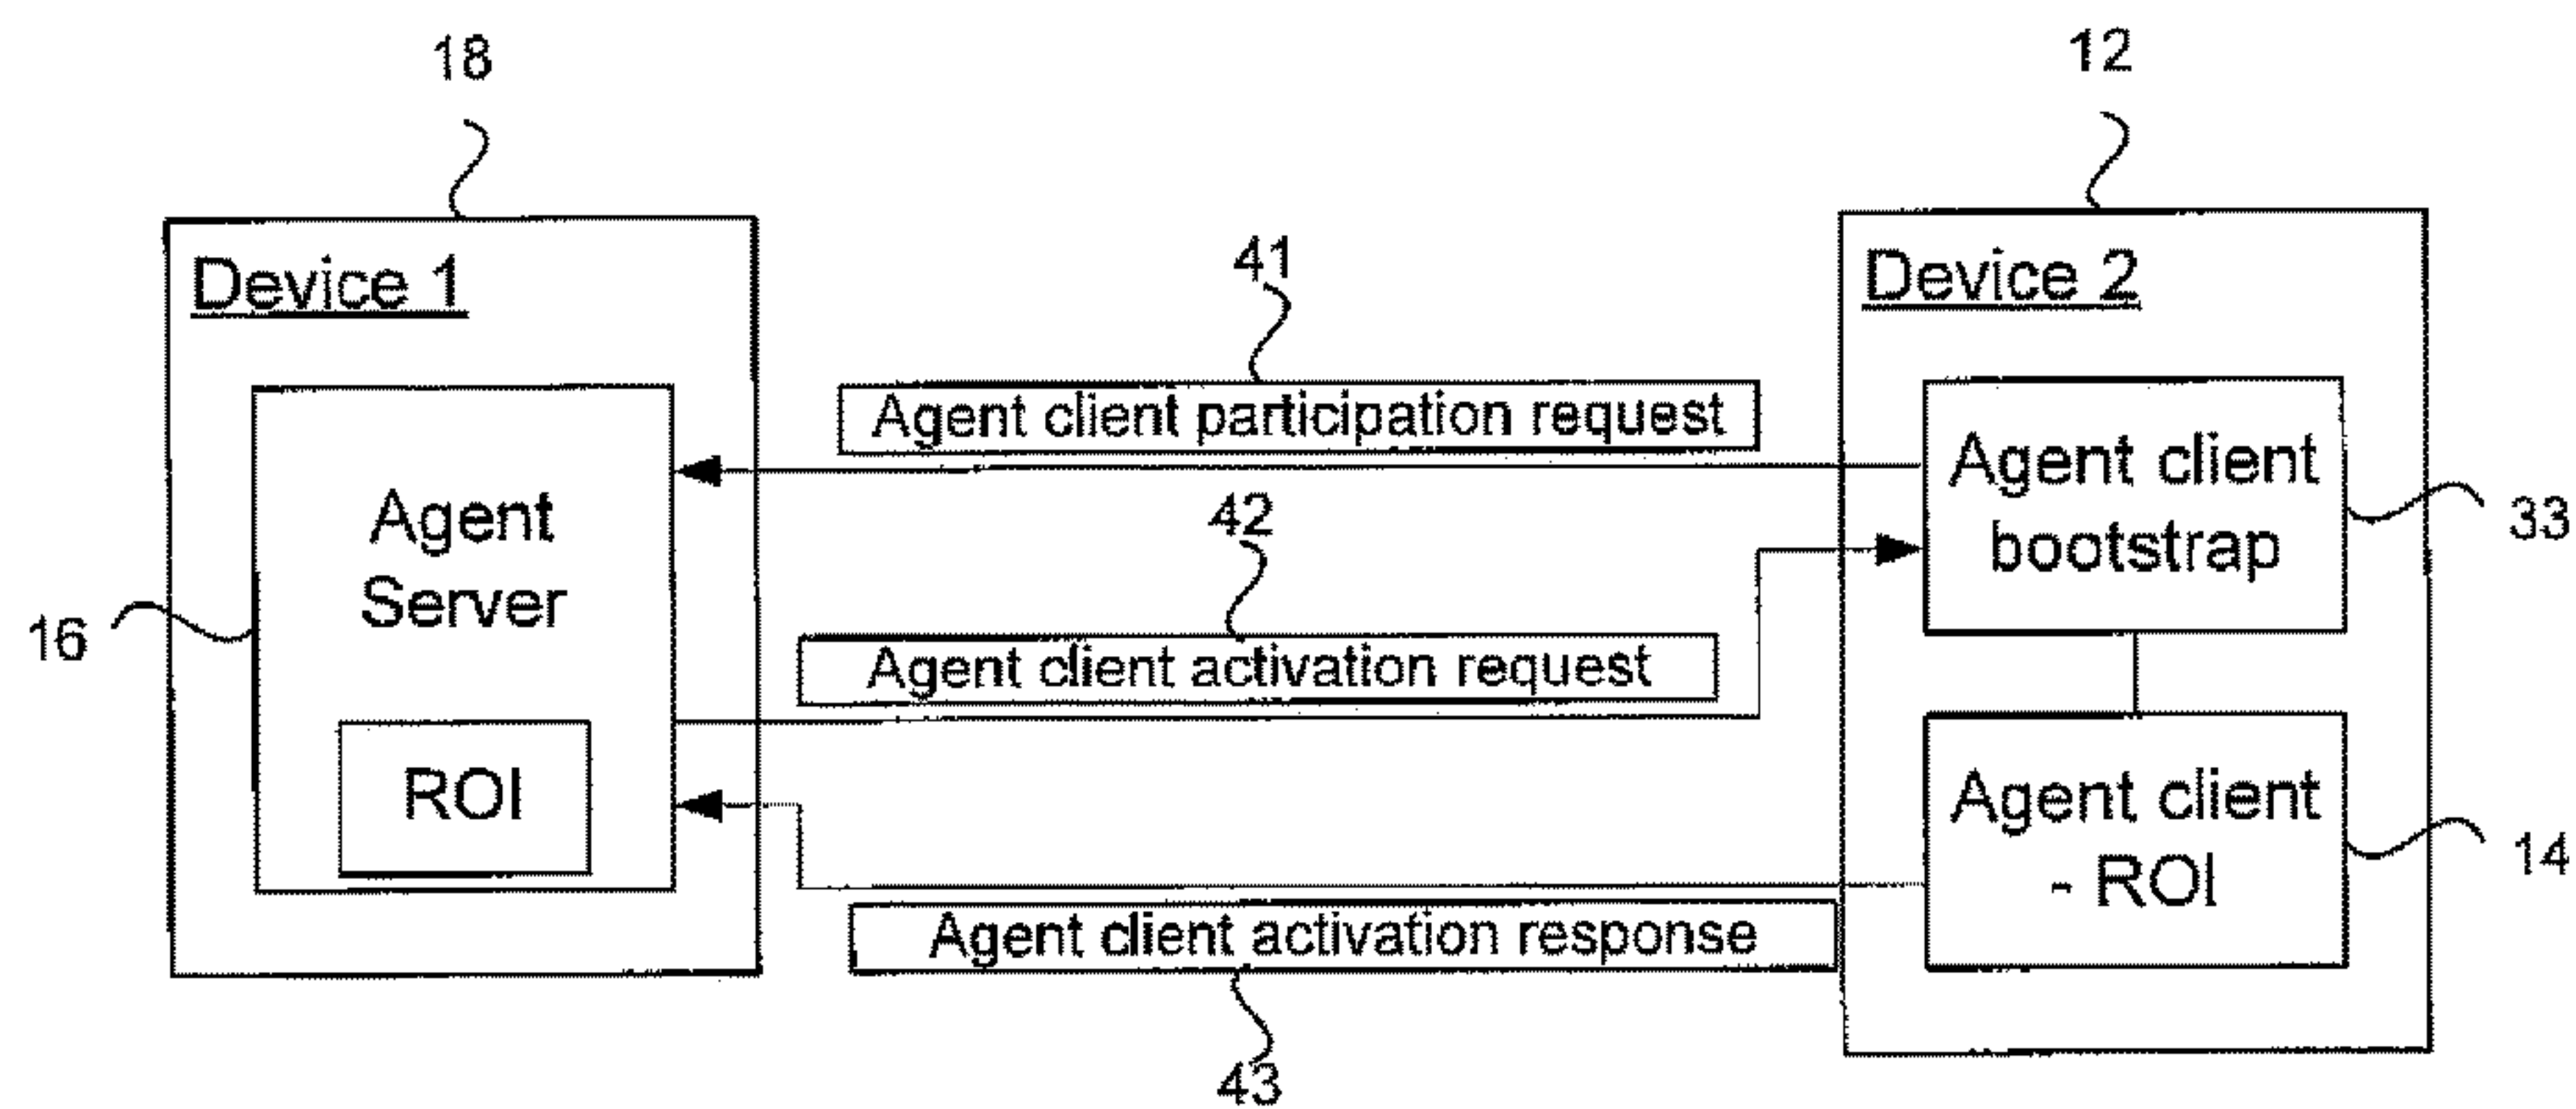 18
12
Device 1
Device 2
41
Agent client participation request
Agent client
bootstrap
33
42
Agent
Server
16
Agent client activation request
ROI
Agent client
- ROI
14
Agent client activation response
43